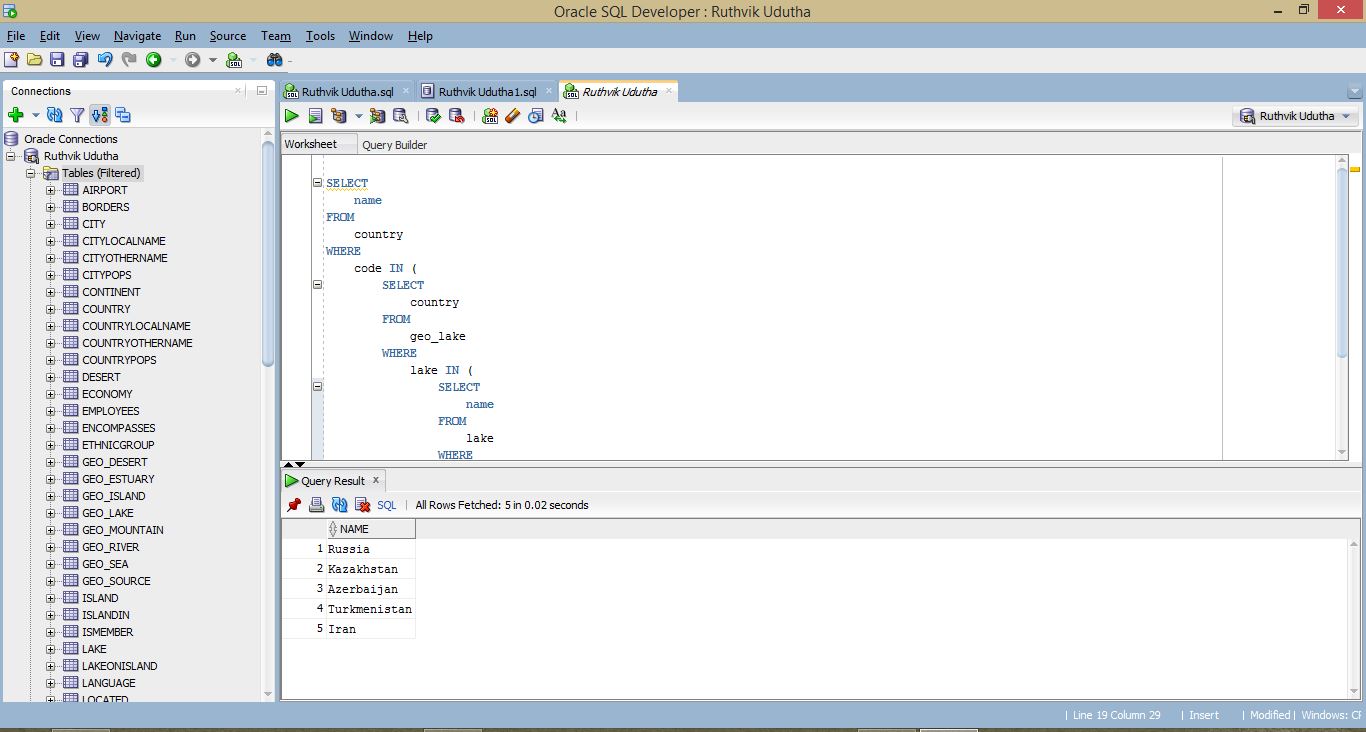 Oracle SQL Developer : Ruthvik Udutha
File Edit View Navigate Run Source Team Tools Window Help
Connections
Oracle Connections
Ruthvik Udutha
Tables (Filtered)
AIRPORT
BORDERS
CITY
CITYLOCALNAME
CITYOTHERNAME
CITYPOPS
CONTINENT
COUNTRY
COUNTRYLOCALNAME
COUNTRYOTHERNAME
COUNTRYPOPS
DESERT
ECONOMY
EMPLOYEES
ENCOMPASSES
ETHNICGROUP
GEO_DESERT
GEO_ESTUARY
GEO_ISLAND
GEO_LAKE
GEO_MOUNTAIN
GEO_RIVER
GEO_SEA
GEO_SOURCE
ISLAND
ISLANDIN
ISMEMBER
LAKE
LAKEONISLAND
LANGUAGE
LOCATED
Ruthvik Udutha.sql Ruthvik Udutha1.sql Ruthvik Udutha
Aa
Ruthvik Udutha
Worksheet Query Builder
SELECT
name
FROM
country
WHERE
code IN (
SELECT
country
FROM
geo_lake
WHERE
lake IN (
SELECT
name
FROM
lake
WHERE
Query Result x
SQL | All Rows Fetched: 5 in 0.02 seconds
NAME
1 Russia
2 Kazakhstan
3 Azerbaijan
4 Turkmenistan
5 Iran
| Line 19 Column 29 | Insert | Modified | Windows: CR